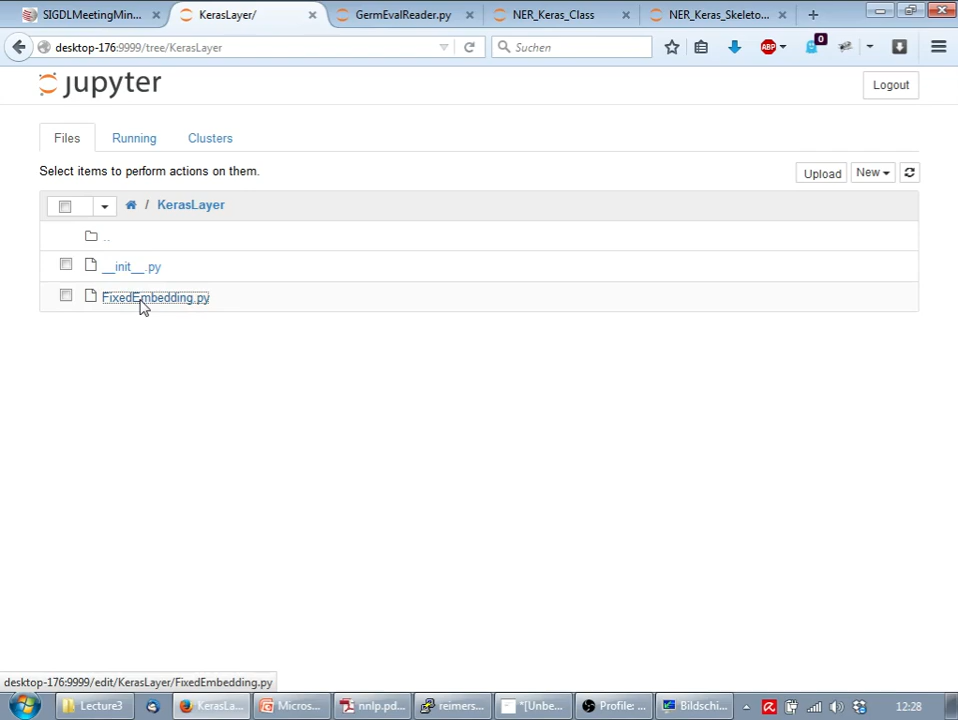 SIGDLMeetingMin...
KerasLayer/
GermEvalReader.py
NER_Keras_Class
NER_Keras_Skeleto...
desktop-176:9999/tree/KerasLayer
Suchen
ABP
0
jupyter
Logout
Files
Running
Clusters
Select items to perform actions on them.
Upload
New
/ KerasLayer
..
__init__.py
FixedEmbedding.py
desktop-176:9999/edit/KerasLayer/FixedEmbedding.py
Lecture3
KerasLa...
Micros...
nnlp.pd...
reimers...
*[Unbe...
Profile: ...
Bildschi...
12:28